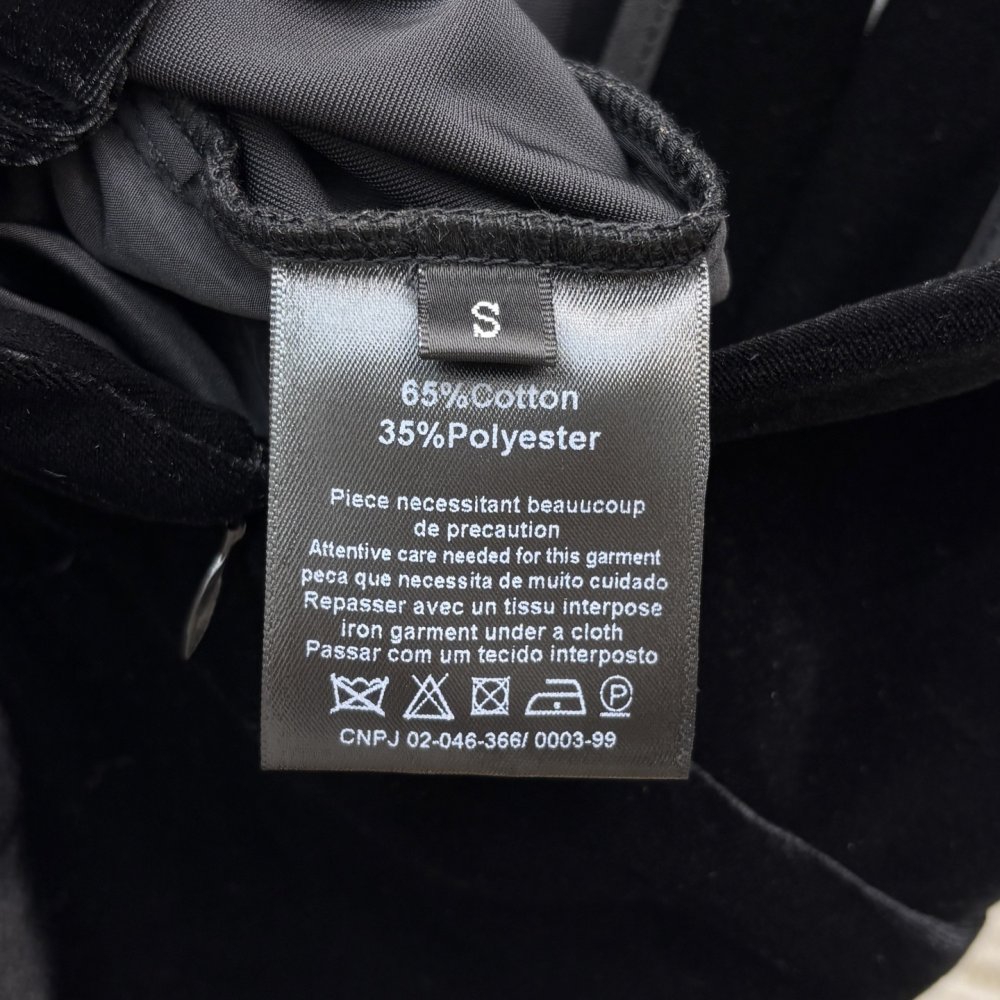 S
65%Cotton
35%Polyester
Piece necessitant beauucoup
de precaution
Attentive care needed for this garment
peca que necessita de muito cuidado
Repasser avec un tissu interpose
iron garment under a cloth
Passar com um tecido interposto
P
CNPJ 02-046-366/ 0003-99